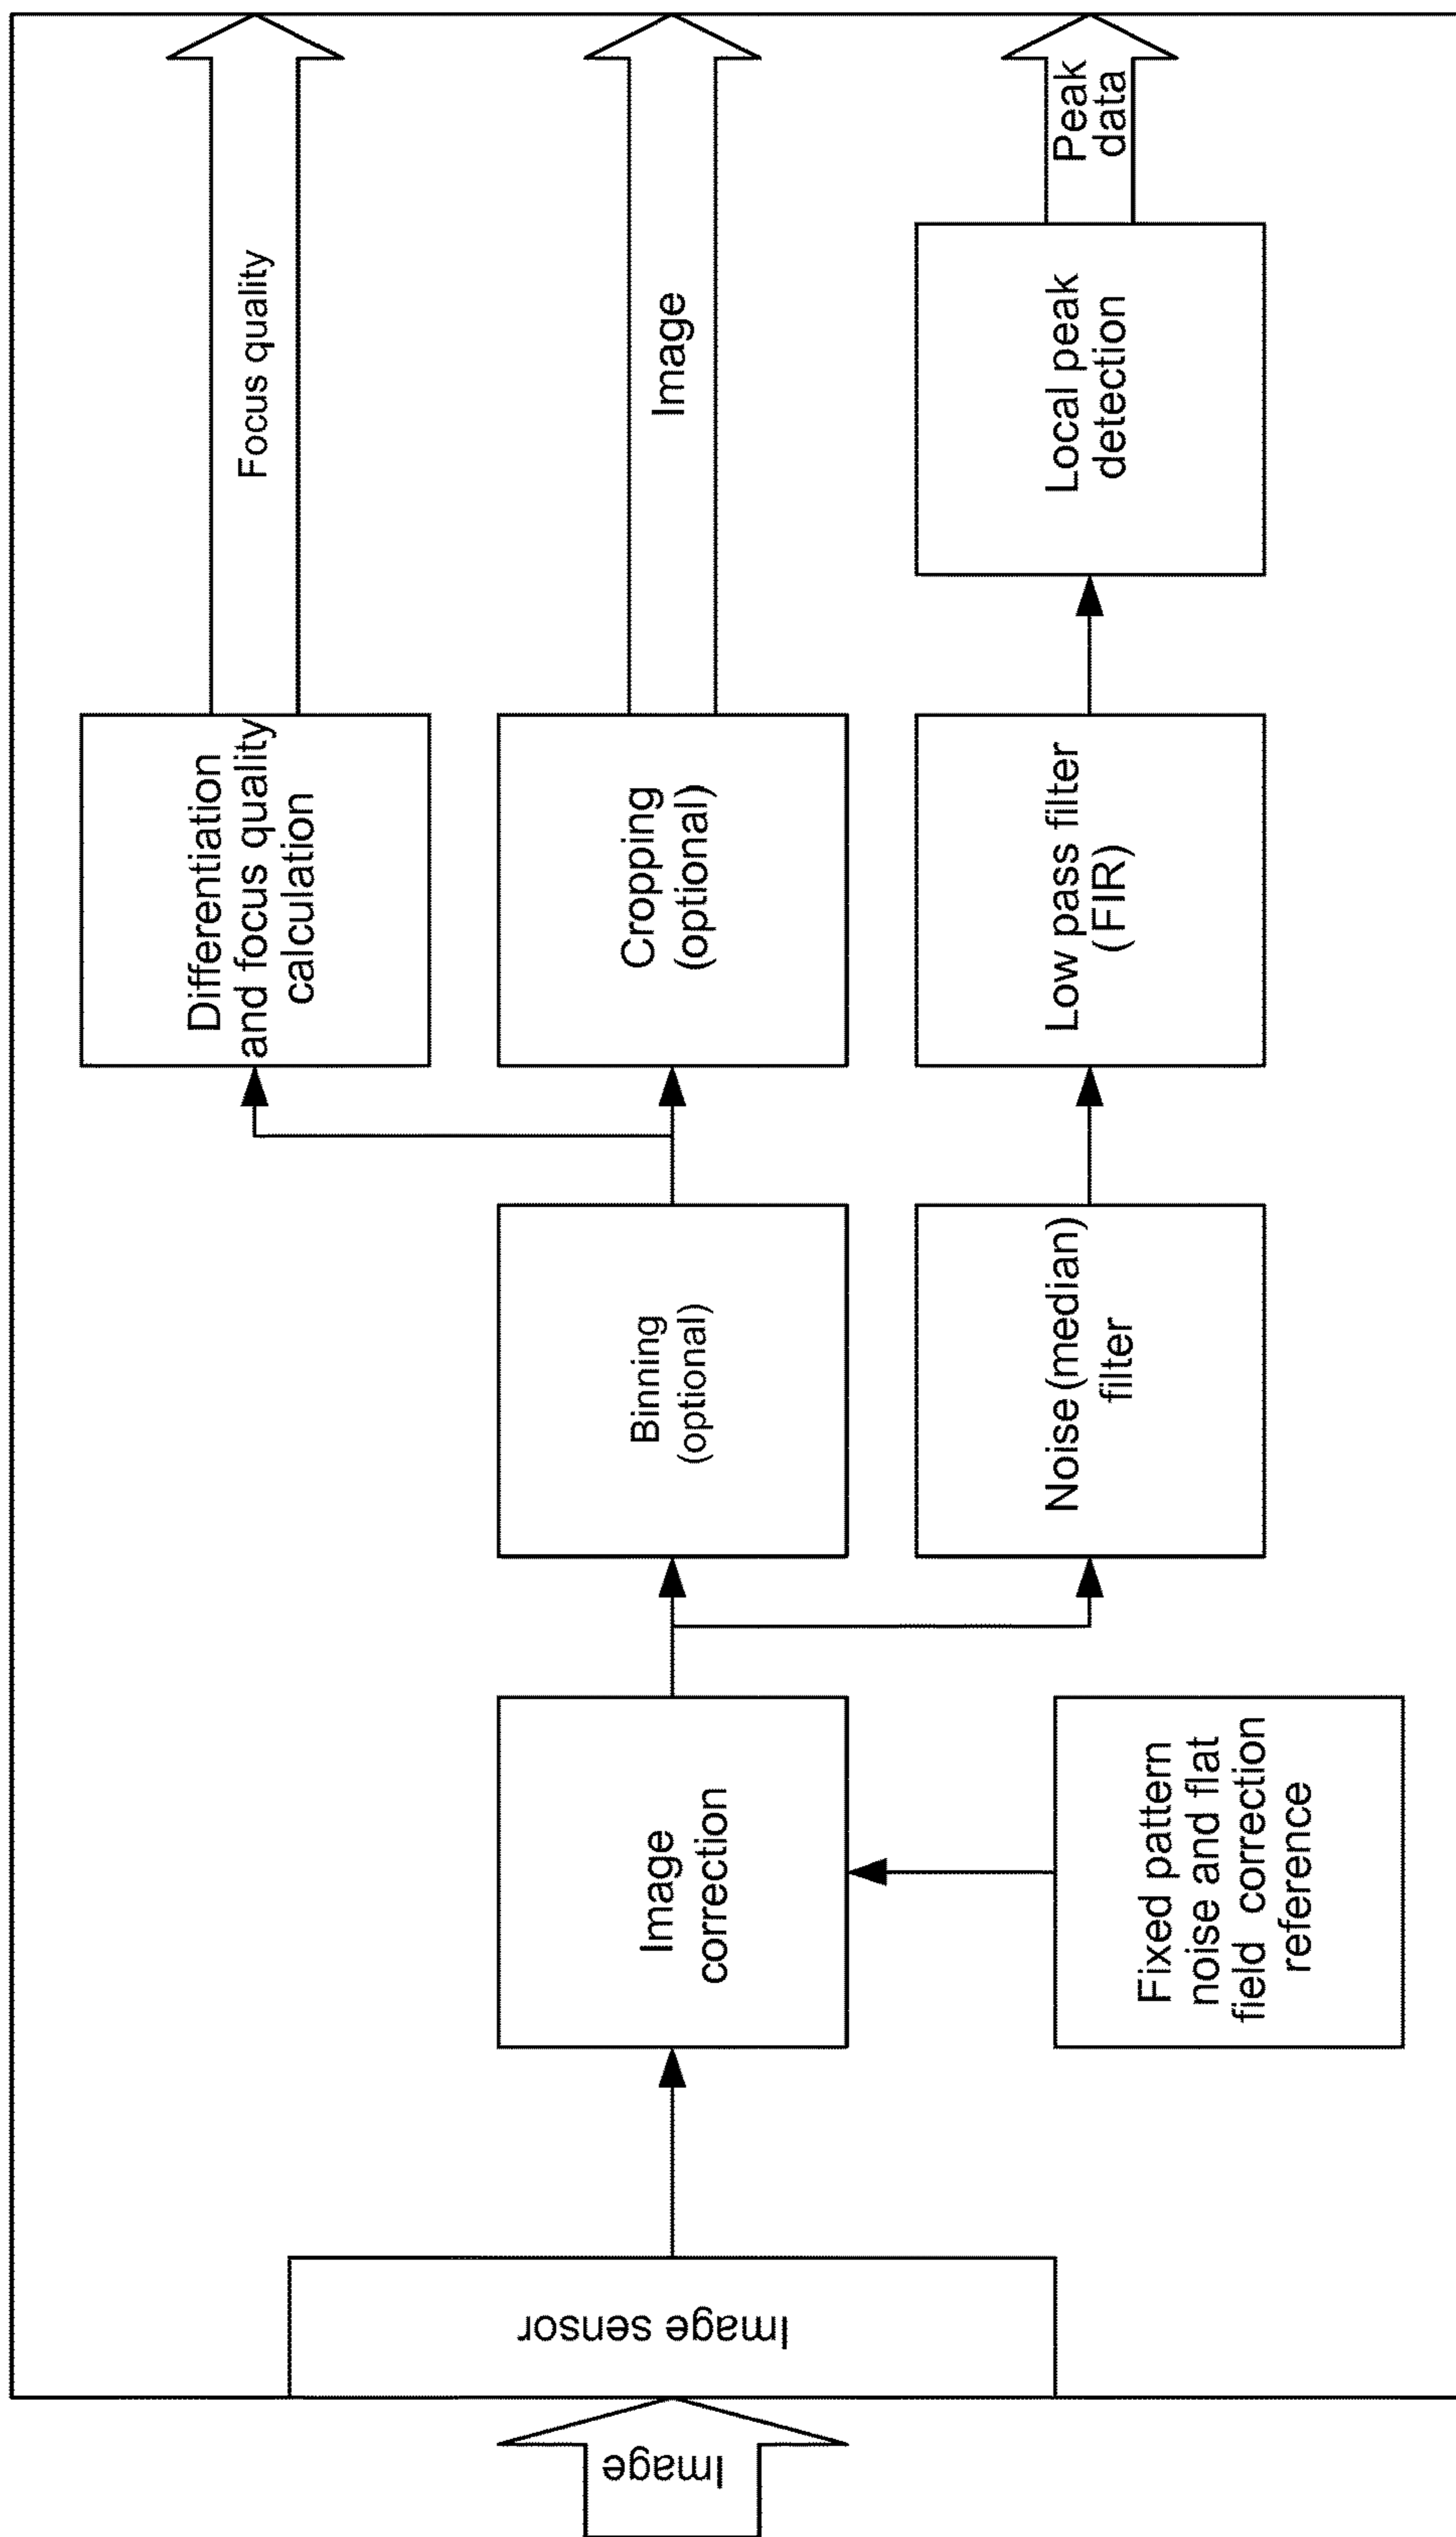 Image
Image sensor
Image
correction
Fixed pattern
noise and flat
field correction
reference
Binning
(optional)
Noise (median)
filter
Differentiation
and focus quality
calculation
Cropping
(optional)
Low pass filter
(FIR)
Local peak
detection
Focus quality
Image
Peak
data